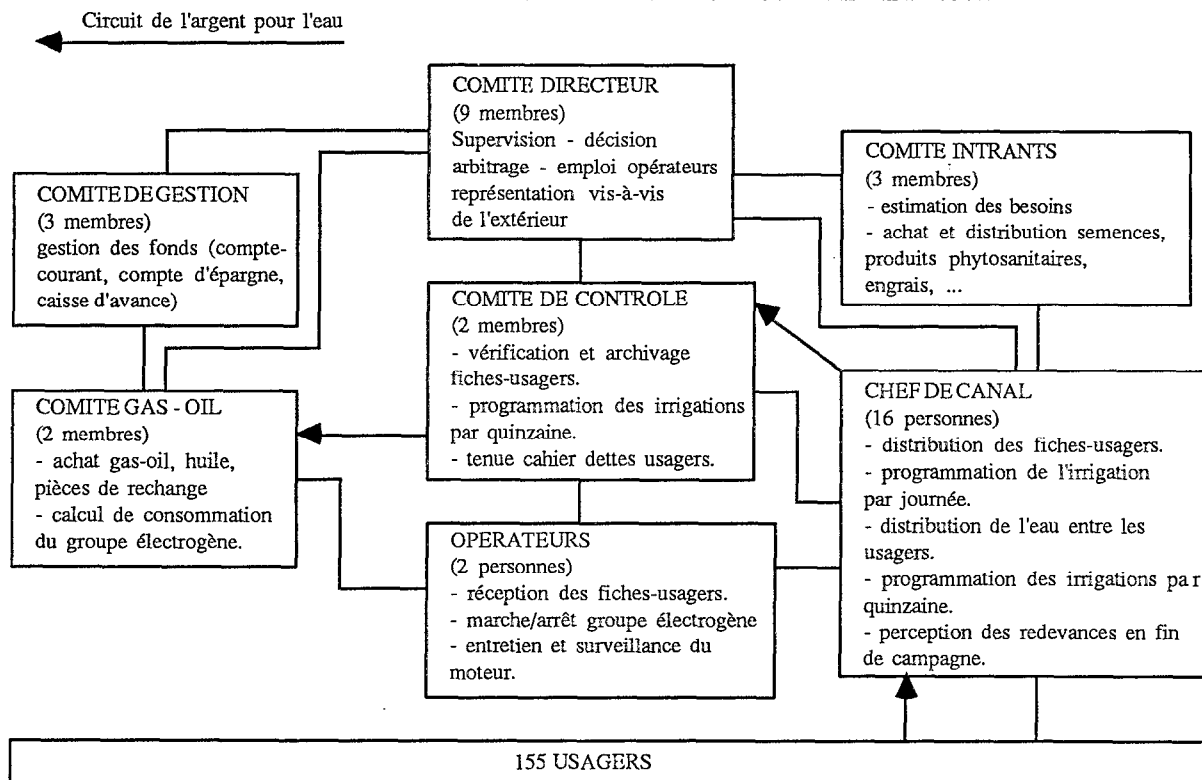 Circuit de l'argent pour l'eau
COMITE DIRECTEUR
(9 membres)
Supervision - décision
arbitrage - emploi opérateurs
représentation vis-à-vis
de l'extérieur
COMITE DE GESTION
(3 membres)
gestion des fonds (compte-
courant, compte d'épargne,
caisse d'avance)
COMITE INTRANTS
(3 membres)
- estimation des besoins
- achat et distribution semences,
produits phytosanitaires,
engrais, ...
COMITE DE CONTROLE
(2 membres)
- vérification et archivage
fiches-usagers.
- programmation des irrigations
par quinzaine.
- tenue cahier dettes usagers.
COMITE GAS - OIL
(2 membres)
- achat gas-oil, huile,
pièces de rechange
- calcul de consommation
du groupe électrogène.
CHEF DE CANAL
(16 personnes)
- distribution des fiches-usagers.
- programmation de l'irrigation
par journée.
- distribution de l'eau entre les
usagers.
- programmation des irrigations par
quinzaine.
- perception des redevances en fin
de campagne.
OPERATEURS
(2 personnes)
- réception des fiches-usagers.
- marche/arrêt groupe électrogène
- entretien et surveillance du
moteur.
155 USAGERS